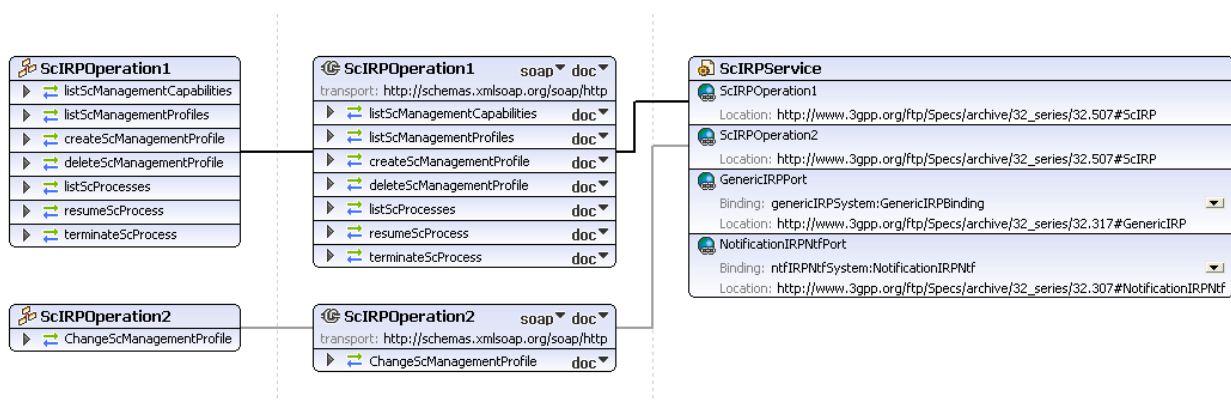 ScIRPOperation1
listScManagementCapabilities
listScManagementProfiles
createScManagementProfile
deleteScManagementProfile
listScProcesses
resumeScProcess
terminateScProcess
ScIRPOperation2
ChangeScManagementProfile
ScIRPOperation1 soap doc
transport: http://schemas.xmlsoap.org/soap/http
listScManagementCapabilities doc
listScManagementProfiles doc
createScManagementProfile doc
deleteScManagementProfile doc
listScProcesses doc
resumeScProcess doc
terminateScProcess doc
ScIRPOperation2 soap doc
transport: http://schemas.xmlsoap.org/soap/http
ChangeScManagementProfile doc
ScIRPService
ScIRPOperation1
Location: http://www.3gpp.org/ftp/Specs/archive/32_series/32.507#ScIRP
ScIRPOperation2
Location: http://www.3gpp.org/ftp/Specs/archive/32_series/32.507#ScIRP
GenericIRPPort
Binding: genericIRPSystem:GenericIRPBinding
Location: http://www.3gpp.org/ftp/Specs/archive/32_series/32.317#GenericIRP
NotificationIRPNtfPort
Binding: ntfIRPNtfSystem:NotificationIRPNtf
Location: http://www.3gpp.org/ftp/Specs/archive/32_series/32.307#NotificationIRPNtf